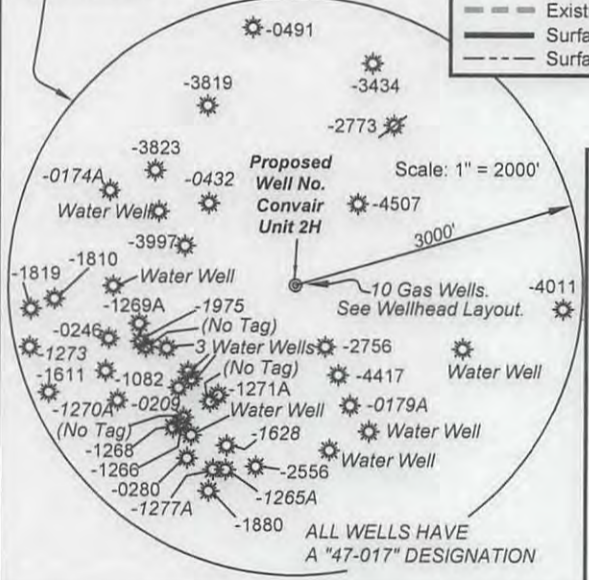 Exist
Surfa
Surfa
-0491
-3434
-3819
-2773
-3823
-0174A
-0432
Water Well
Proposed
Well No.
Convair
Unit 2H
Scale: 1" = 2000'
-4507
3000'
-3997
-1810
-1819
Water Well
10 Gas Wells.
See Wellhead Layout.
-4011
-1269A
-1975
(No Tag)
-0246
3 Water Wells
-2756
Water Well
-1273
(No Tag)
-4417
-1611
-1082
-1271A
-0179A
-1270A
-0209
Water Well
Water Well
(No Tag)
-1268
-1628
Water Well
-1266
-2556
-0280
-1265A
-1277A
-1880
ALL WELLS HAVE
A "47-017" DESIGNATION